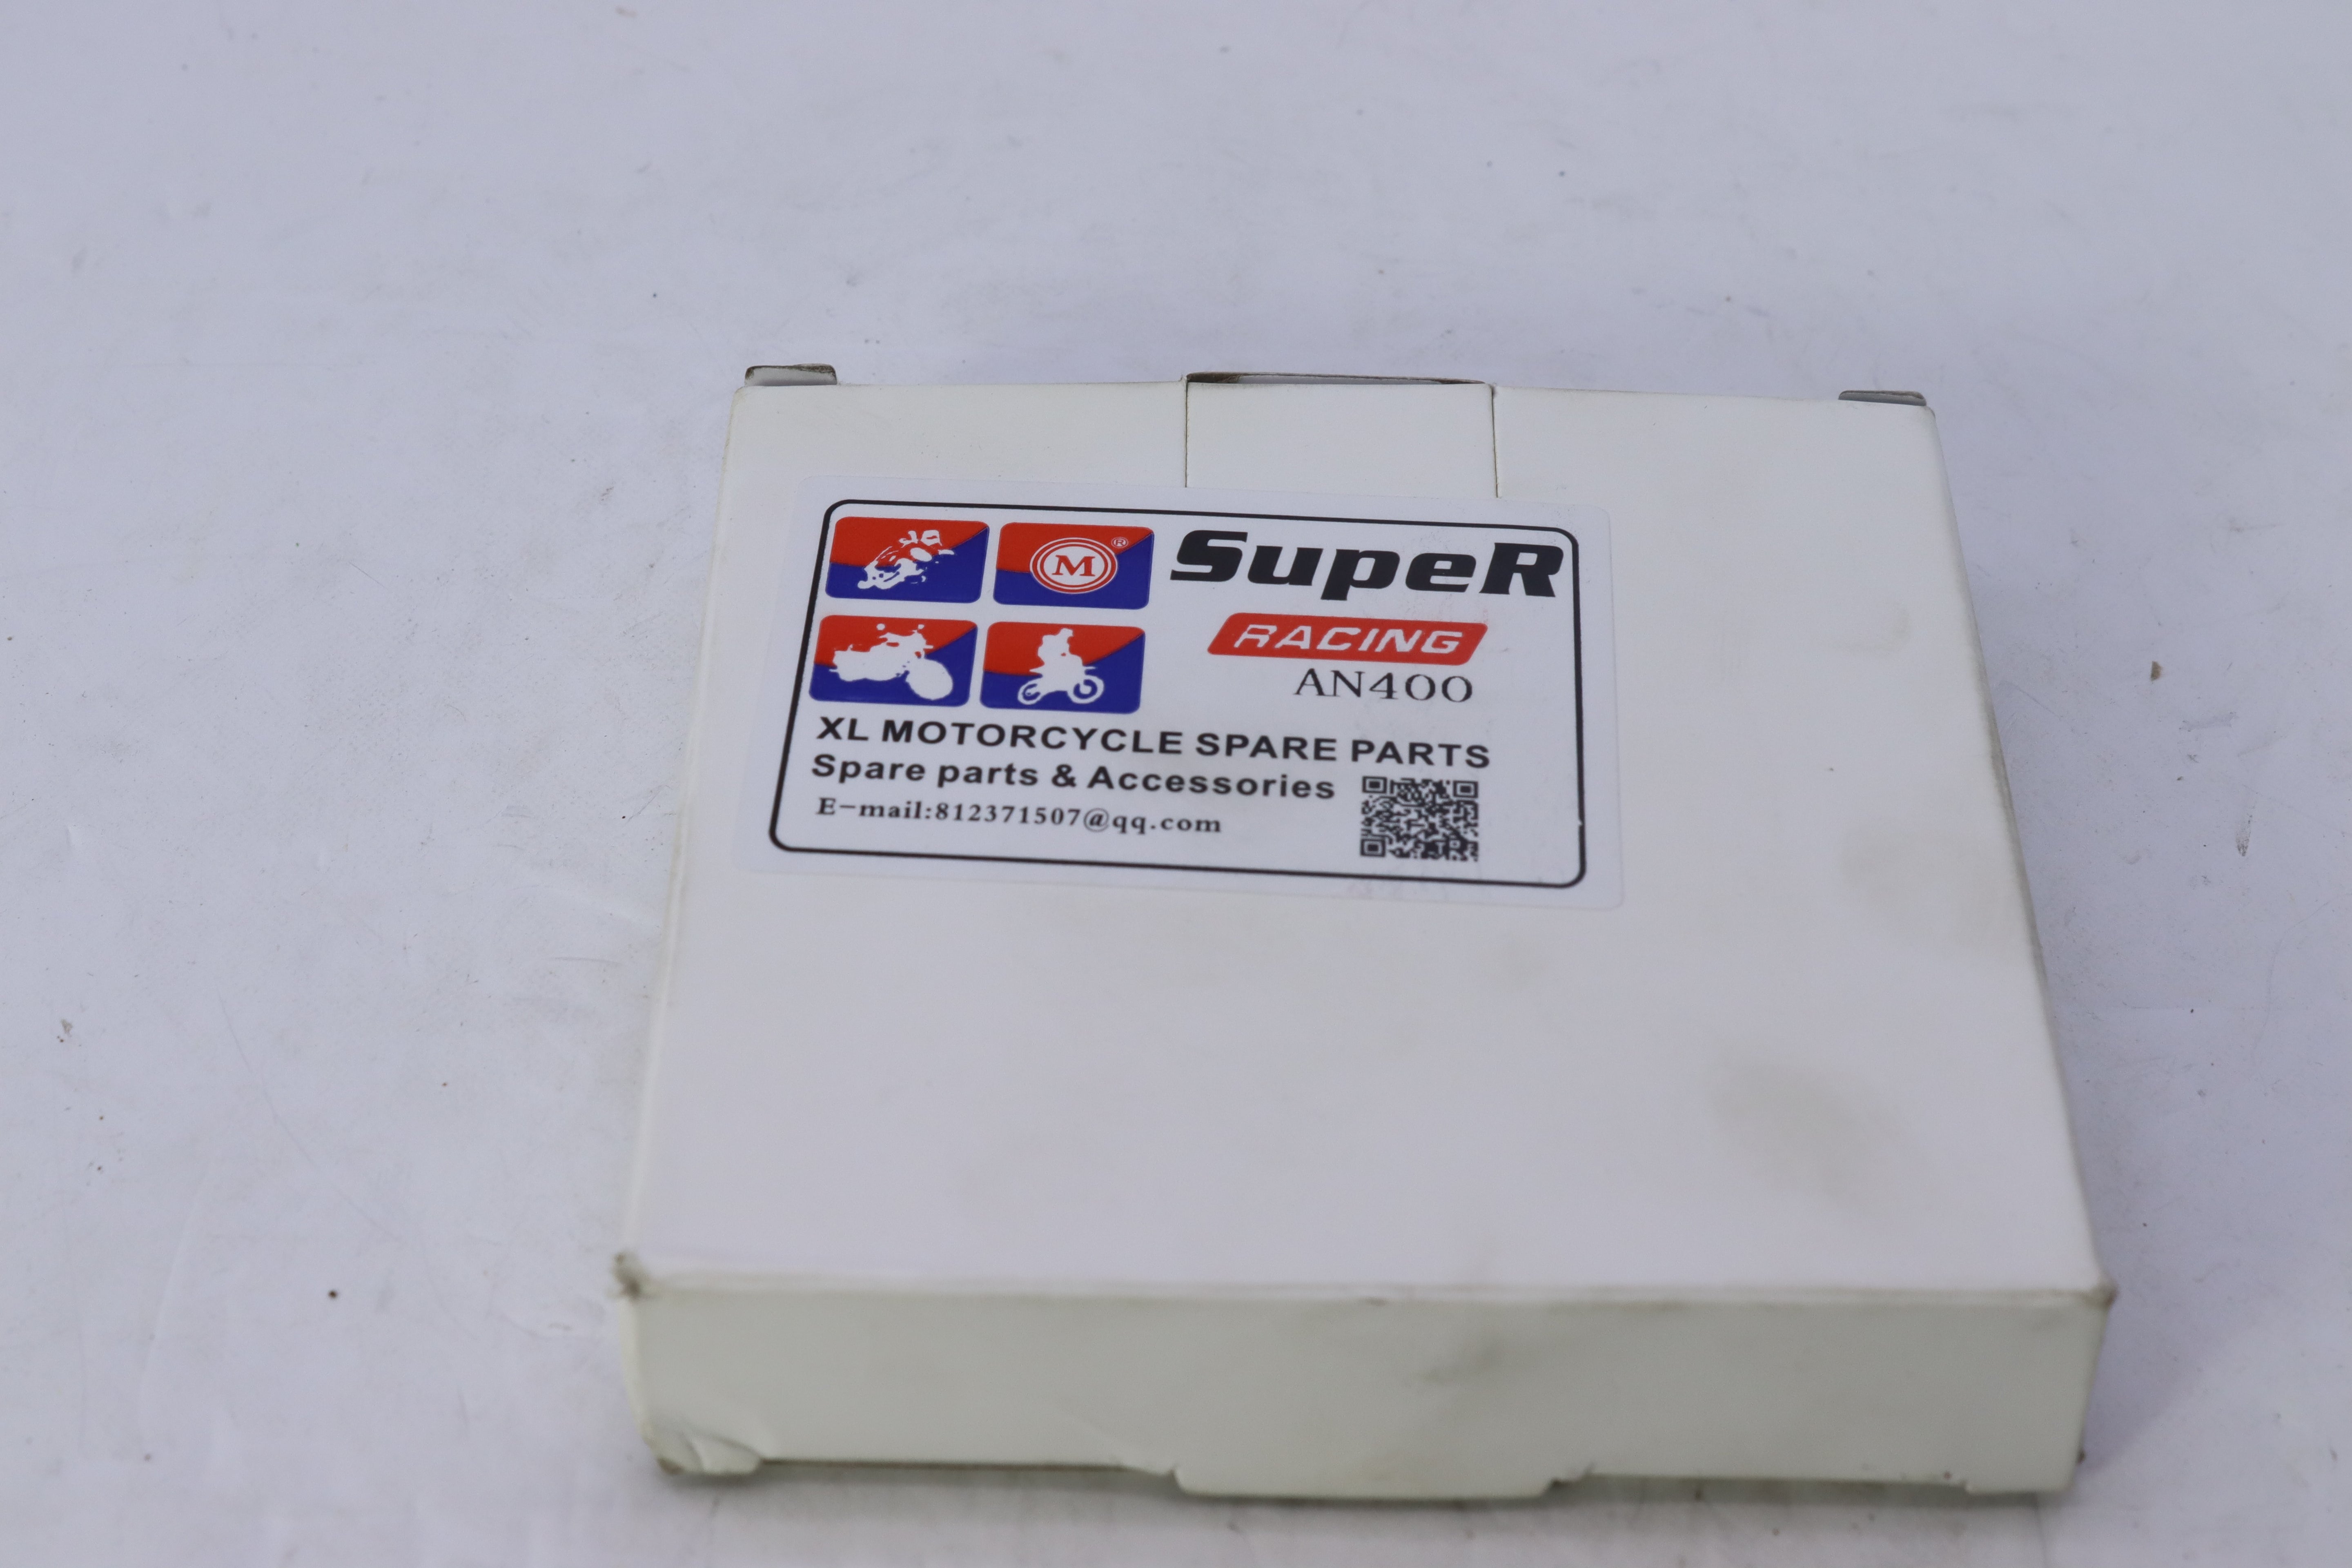 M ®
SupeR
RACING
AN400
XL MOTORCYCLE SPARE PARTS
Spare parts & Accessories
E-mail:812371507@qq.com